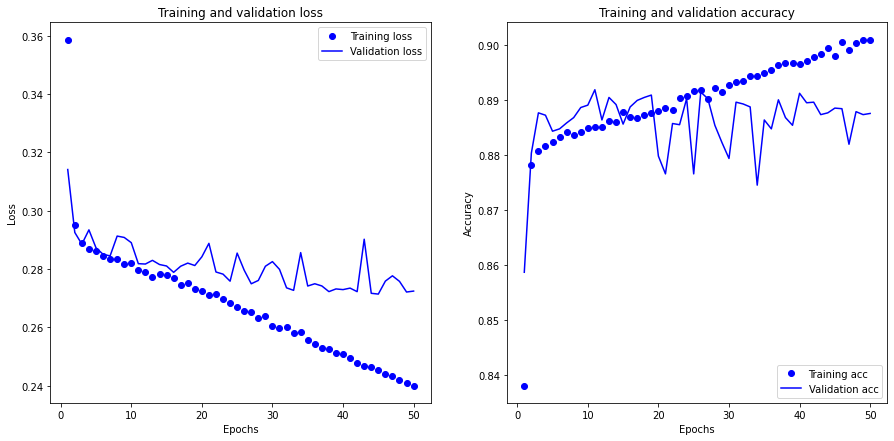 Training and validation loss
0.36
0.34
0.32
0.30
0.28
0.26
0.24
Loss
0
10
20
30
40
50
Epochs
Training loss
Validation loss
Training and validation accuracy
0.90
0.89
0.88
0.87
0.86
0.85
0.84
Accuracy
0
10
20
30
40
50
Epochs
Training acc
Validation acc